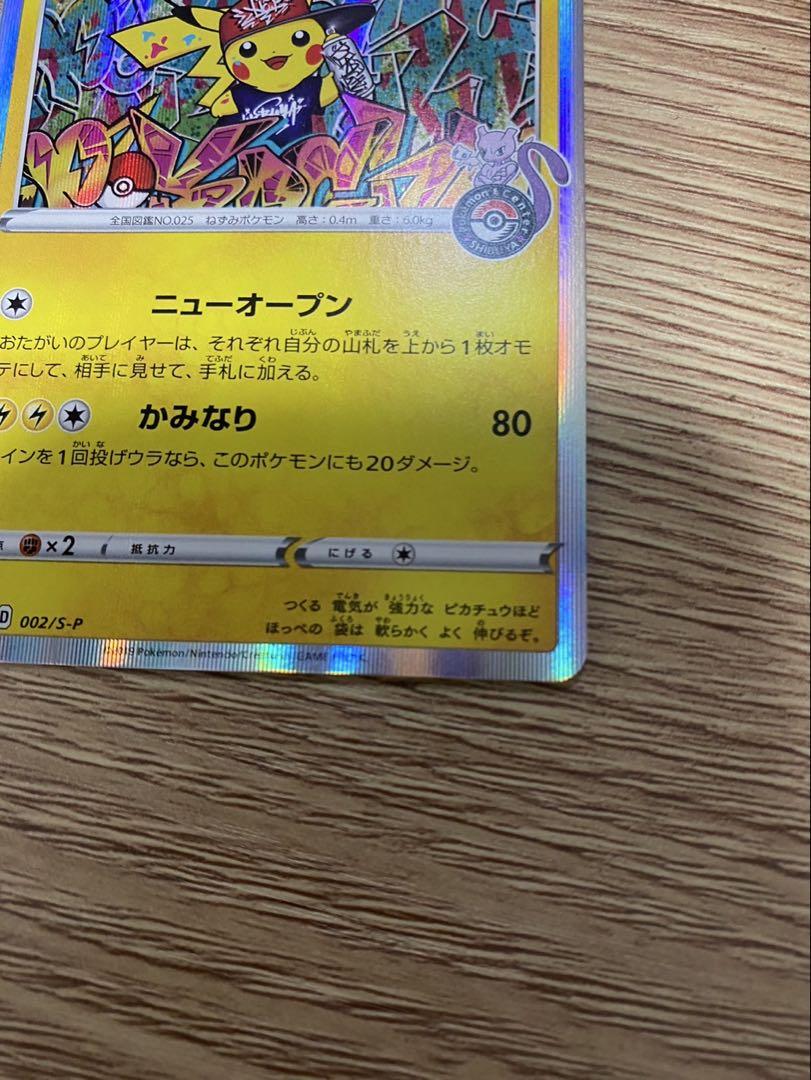 全国図鑑NO.025 ねずみポケモン 高さ:0.4m 重さ:6.0kg
Pokémon Center
SHIBUYA
ニューオープン
おたがいのプレイヤーは、それぞれ自分の山札を上から1枚オモ
テにして、相手に見せて、手札に加える。
かみなり 80
インを1回投げウラなら、このポケモンにも20ダメージ。
×2 抵抗力 にげる
D 002/S-P
つくる 電気が 強力な ピカチュウほど
ほっぺの 袋は 軟らかく よく 伸びるぞ。
Pokémon/Nintendo/